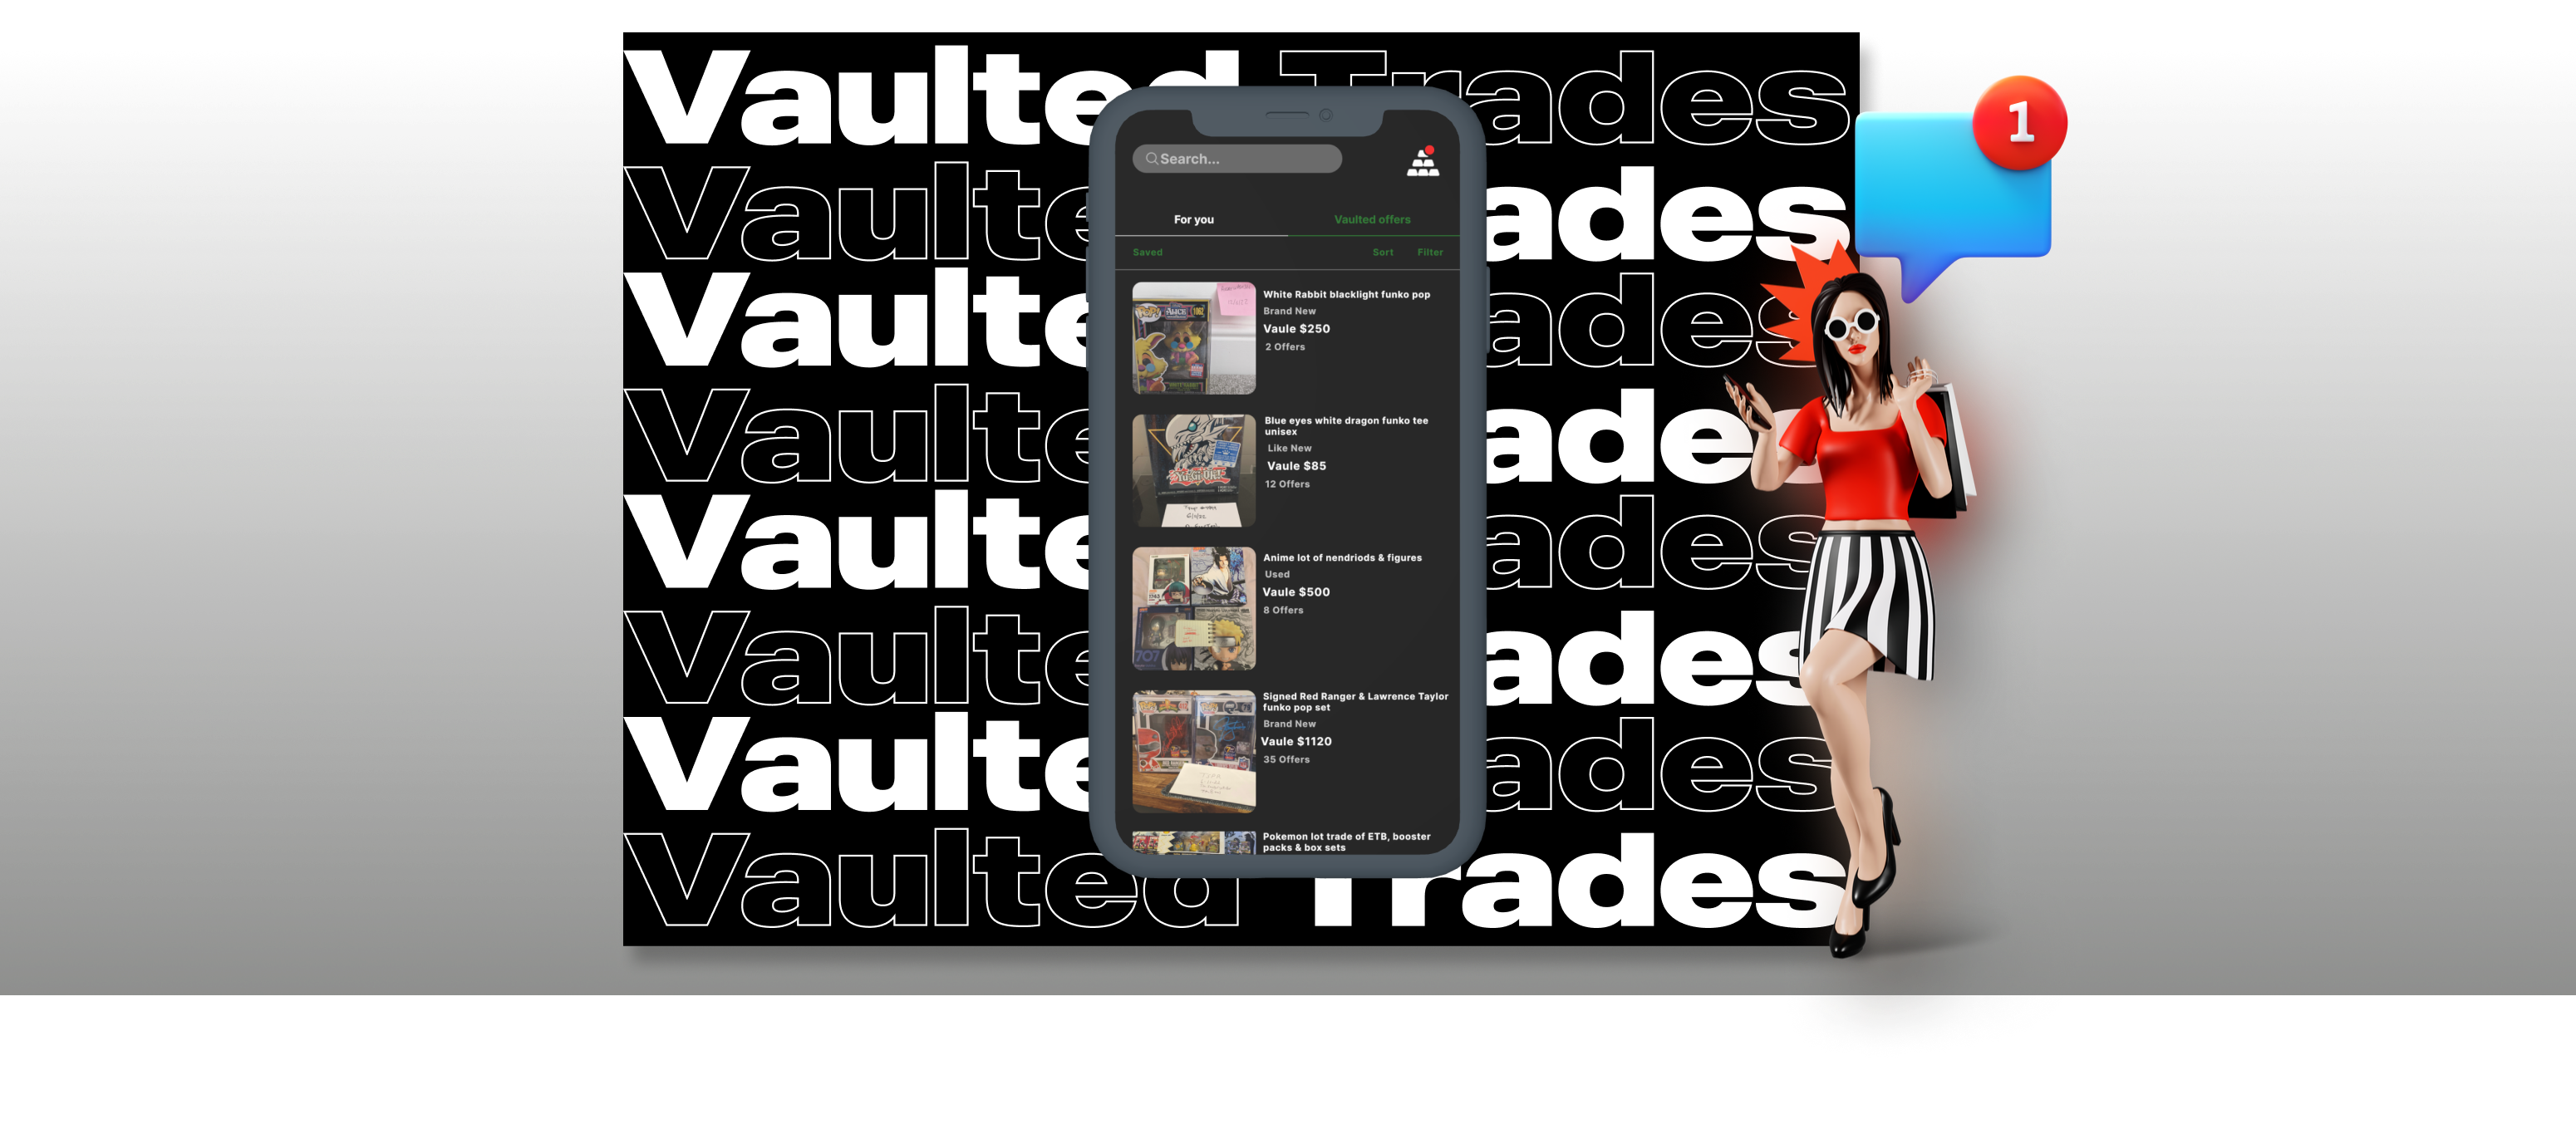 Vaulted Trades
Vaulted Trades
Vaulted Trades
Vaulted Trades
Vaulted Trades
Vaulted Trades
Vaulted Trades
Vaulted Trades
1
Search...
For you
Vaulted offers
Saved
Sort
Filter
White Rabbit blacklight funko pop
Brand New
Vaule $250
2 Offers
Blue eyes white dragon funko tee
unisex
Like New
Vaule $85
12 Offers
Anime lot of nendriods & figures
Used
Vaule $500
8 Offers
707
Signed Red Ranger & Lawrence Taylor
funko pop set
Brand New
Vaule $1120
35 Offers
Pokemon lot trade of ETB, booster
packs & box sets